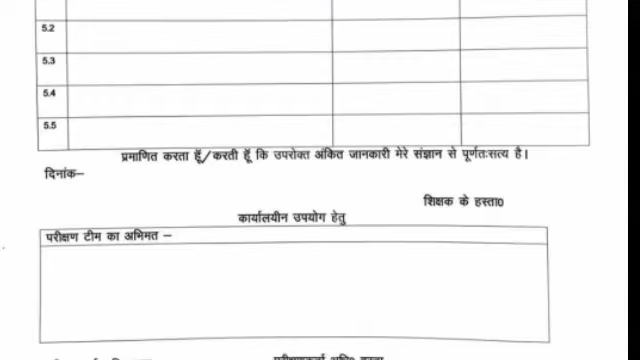 5.2
5.3
5.4
5.5
प्रमाणित करता हूँ/करती हूँ कि उपरोक्त अंकित जानकारी मेरे संज्ञान से पूर्णतःसत्य है।
दिनांक–
शिक्षक के हस्ता0
कार्यालयीन उपयोग हेतु
परीक्षण टीम का अभिमत –